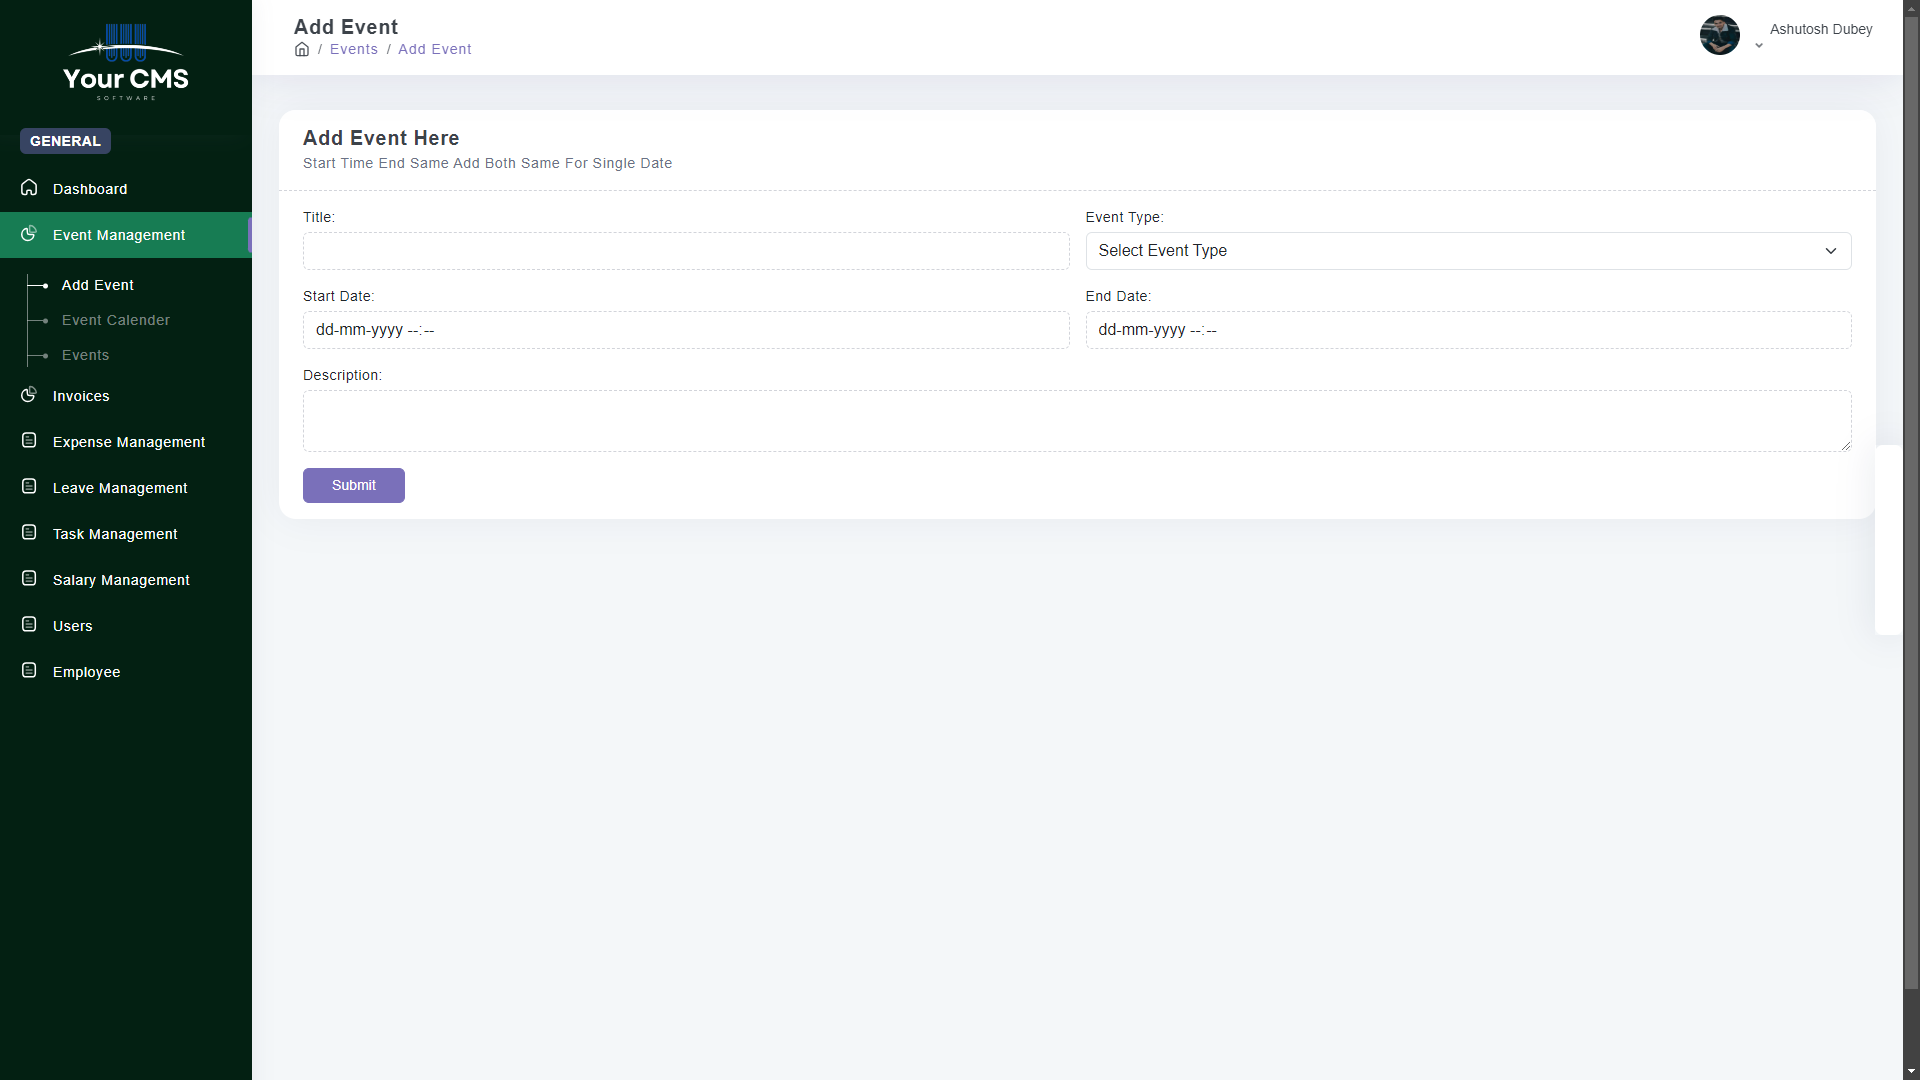 Your CMS
SOFTWARE
GENERAL
Dashboard
Event Management
Add Event
Event Calender
Events
Invoices
Expense Management
Leave Management
Task Management
Salary Management
Users
Employee
Add Event
/ Events / Add Event
Ashutosh Dubey
Add Event Here
Start Time End Same Add Both Same For Single Date
Title:
Event Type:
Select Event Type
Start Date:
End Date:
dd-mm-yyyy --:--
dd-mm-yyyy --:--
Description:
Submit